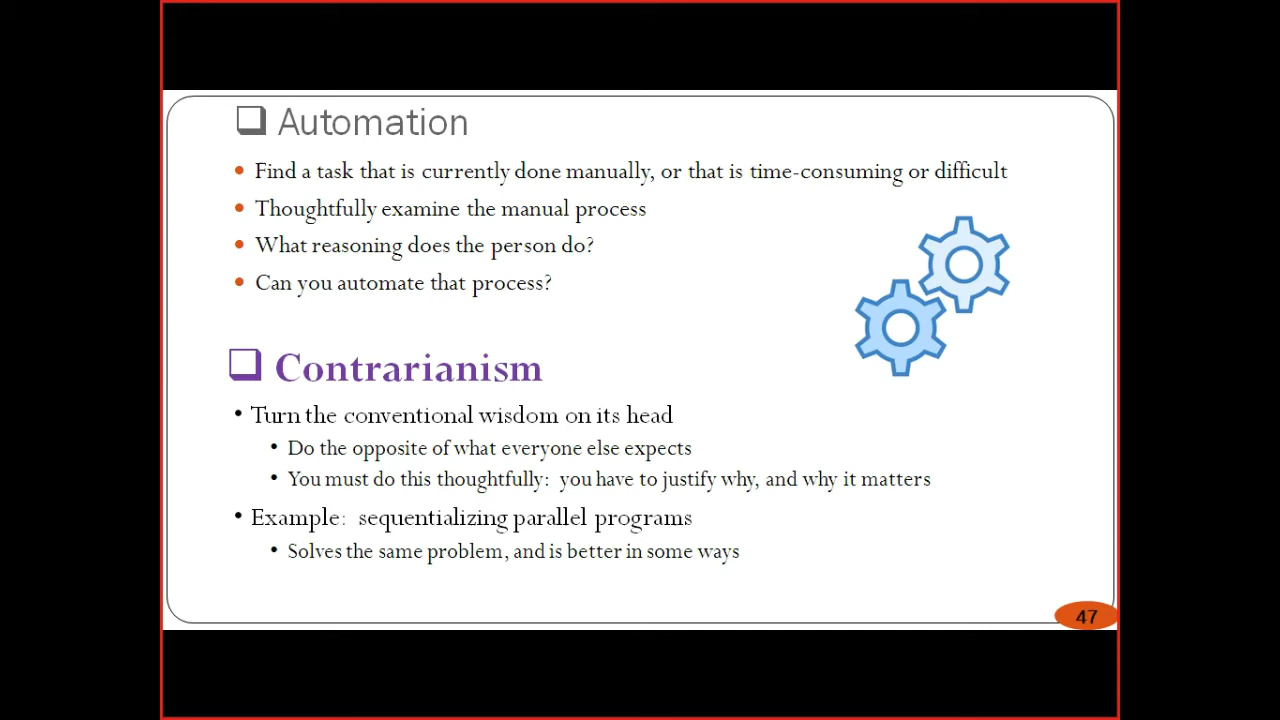 Automation
Find a task that is currently done manually, or that is time-consuming or difficult
Thoughtfully examine the manual process
What reasoning does the person do?
Can you automate that process?
Contrarianism
Turn the conventional wisdom on its head
Do the opposite of what everyone else expects
You must do this thoughtfully: you have to justify why, and why it matters
Example: sequentializing parallel programs
Solves the same problem, and is better in some ways
47